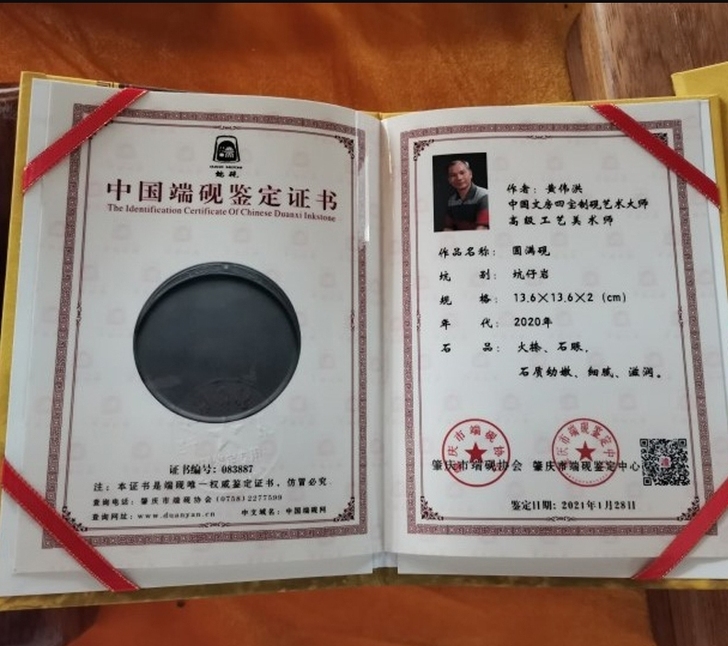 端砚
中国端砚鉴定证书
The Identification Certificate Of Chinese Duanxi Inkstone
证书编号：083887
注：本证书是端砚唯一权威鉴定证书，仿冒必究
查询电话：肇庆市端砚协会 (0758) 2277599
查询网址：www.duanyan.cn 中文域名：中国端砚网
作者：黄伟洪
中国文房四宝制砚艺术大师
高级工艺美术师
作品名称：圆满砚
坑 别：坑仔岩
规 格：13.6×13.6×2 (cm)
年 代：2020年
石 品：火捺、石眼，
石质幼嫩、细腻、滋润。
肇庆市端砚协会 肇庆市端砚鉴定中心
鉴定日期：2021年1月28日